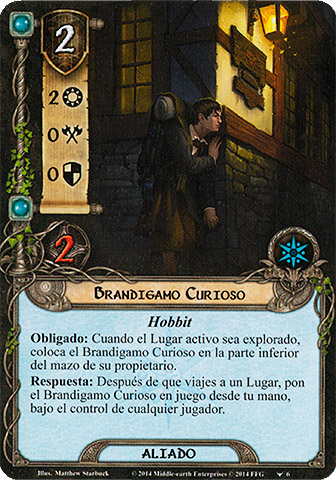 2
2
0
0
2
Brandigamo Curioso
Hobbit
Obligado: Cuando el Lugar activo sea explorado,
coloca el Brandigamo Curioso en la parte inferior
del mazo de su propietario.
Respuesta: Después de que viajes a un Lugar, pon
el Brandigamo Curioso en juego desde tu mano,
bajo el control de cualquier jugador.
ALIADO
Illus. Matthew Starbuck
© 2014 Middle-earth Enterprises © 2014 FFG
6